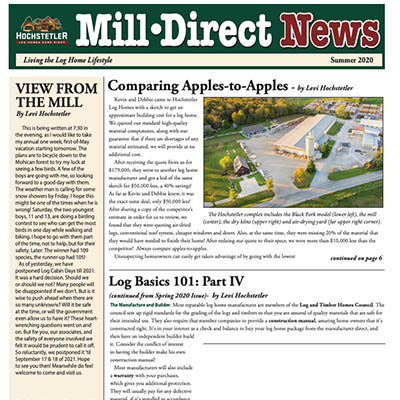 HOCHSTETLER
LOG HOMES DONE RIGHT
Mill•Direct News
Living the Log Home Lifestyle
Summer 2020
VIEW FROM
THE MILL
By Levi Hochstetler
This is being written at 7:30 in
the evening, as I would like to take
my annual one week, first-of-May
vacation starting tomorrow. The
plans are to bicycle down to the
Mohican forest to try my luck at
seeing a few birds. A few of the
boys are going with me, so looking
forward to a good day with them.
The weather man is calling for some
snow showers by Friday. I hope this
might be one of the times when he is
wrong! Saturday, the two youngest
boys, 11 and 13, are doing a birding
contest to see who can get the most
birds in one day while walking and
biking. I hope to go with them part
of the time, not to help, but for their
safety. Later: The winner had 109
species, the runner-up had 105!
As of yesterday, we have
postponed Log Cabin Days till 2021.
It was a hard decision. Should we
or should we not? Many people will
be disappointed if we don't. But is it
wise to push ahead when there are
so many unknowns? Will it be safe
at the time, or will the government
even allow us to have it? These heart-
wrenching questions went on and
on. But for you, our associates, and
the safety of everyone involved we
felt it would be prudent to call it off.
So reluctantly, we postponed it 'til
September 17 & 18 of 2021. Hope
to see you then! Meanwhile do feel
welcome to come and visit us.
Comparing Apples-to-Apples - by Levi Hochstetler
Kevin and Debbie came to Hochstetler
Log Homes with a sketch to get an
approximate building cost for a log home.
We quoted our standard high-quality
material components, along with our
guarantee that if there are shortages of any
material estimated, we will provide at no
additional cost.
After receiving the quote from us for
$179,000, they went to another log home
manufacturer and got a bid of the same
sketch for $50,000 less, a 40% savings!
As far as Kevin and Debbie knew, it was
the exact same deal, only $50,000 less!
After sharing a copy of the competitor's
estimate in order for us to review, we
found that they were quoting air-dried
logs, conventional roof system, cheaper windows and doors. Also, at the same time, they were missing 20% of the material that
they would have needed to finish their home! After reducing our quote to their space, we were more than $10,000 less than the
competitor! Always compare apples-to-apples.
Unsuspecting homeowners can easily get taken advantage of by going with the lowest
The Hochstetler complex includes the Black Fork model (lower left), the mill
(center), the dry kilns (upper right) and air-drying yard (far upper right corner).
continued on page 6
Log Basics 101: Part IV
(continued from Spring 2020 Issue)- by Levi Hochstetler
The Manufacturer and Builder: Most reputable log home manufacturers are members of the Log and Timber Homes Council. The
council sets up rigid standards for the grading of the logs and timbers so that you are assured of quality materials that are safe for
their intended use. They also require that member companies to provide a construction manual, assuring home owners that it's
constructed right. It's in your interest as a check and balance to buy your log home package from the manufacturer direct, and
then have an independent builder build
it. Consider the conflict of interest
in having the builder make his own
construction manual!
Most manufacturers will also include
a warranty with your purchases,
which gives you additional protection.
They will usually pay for any defective
material, if it's installed in accordance